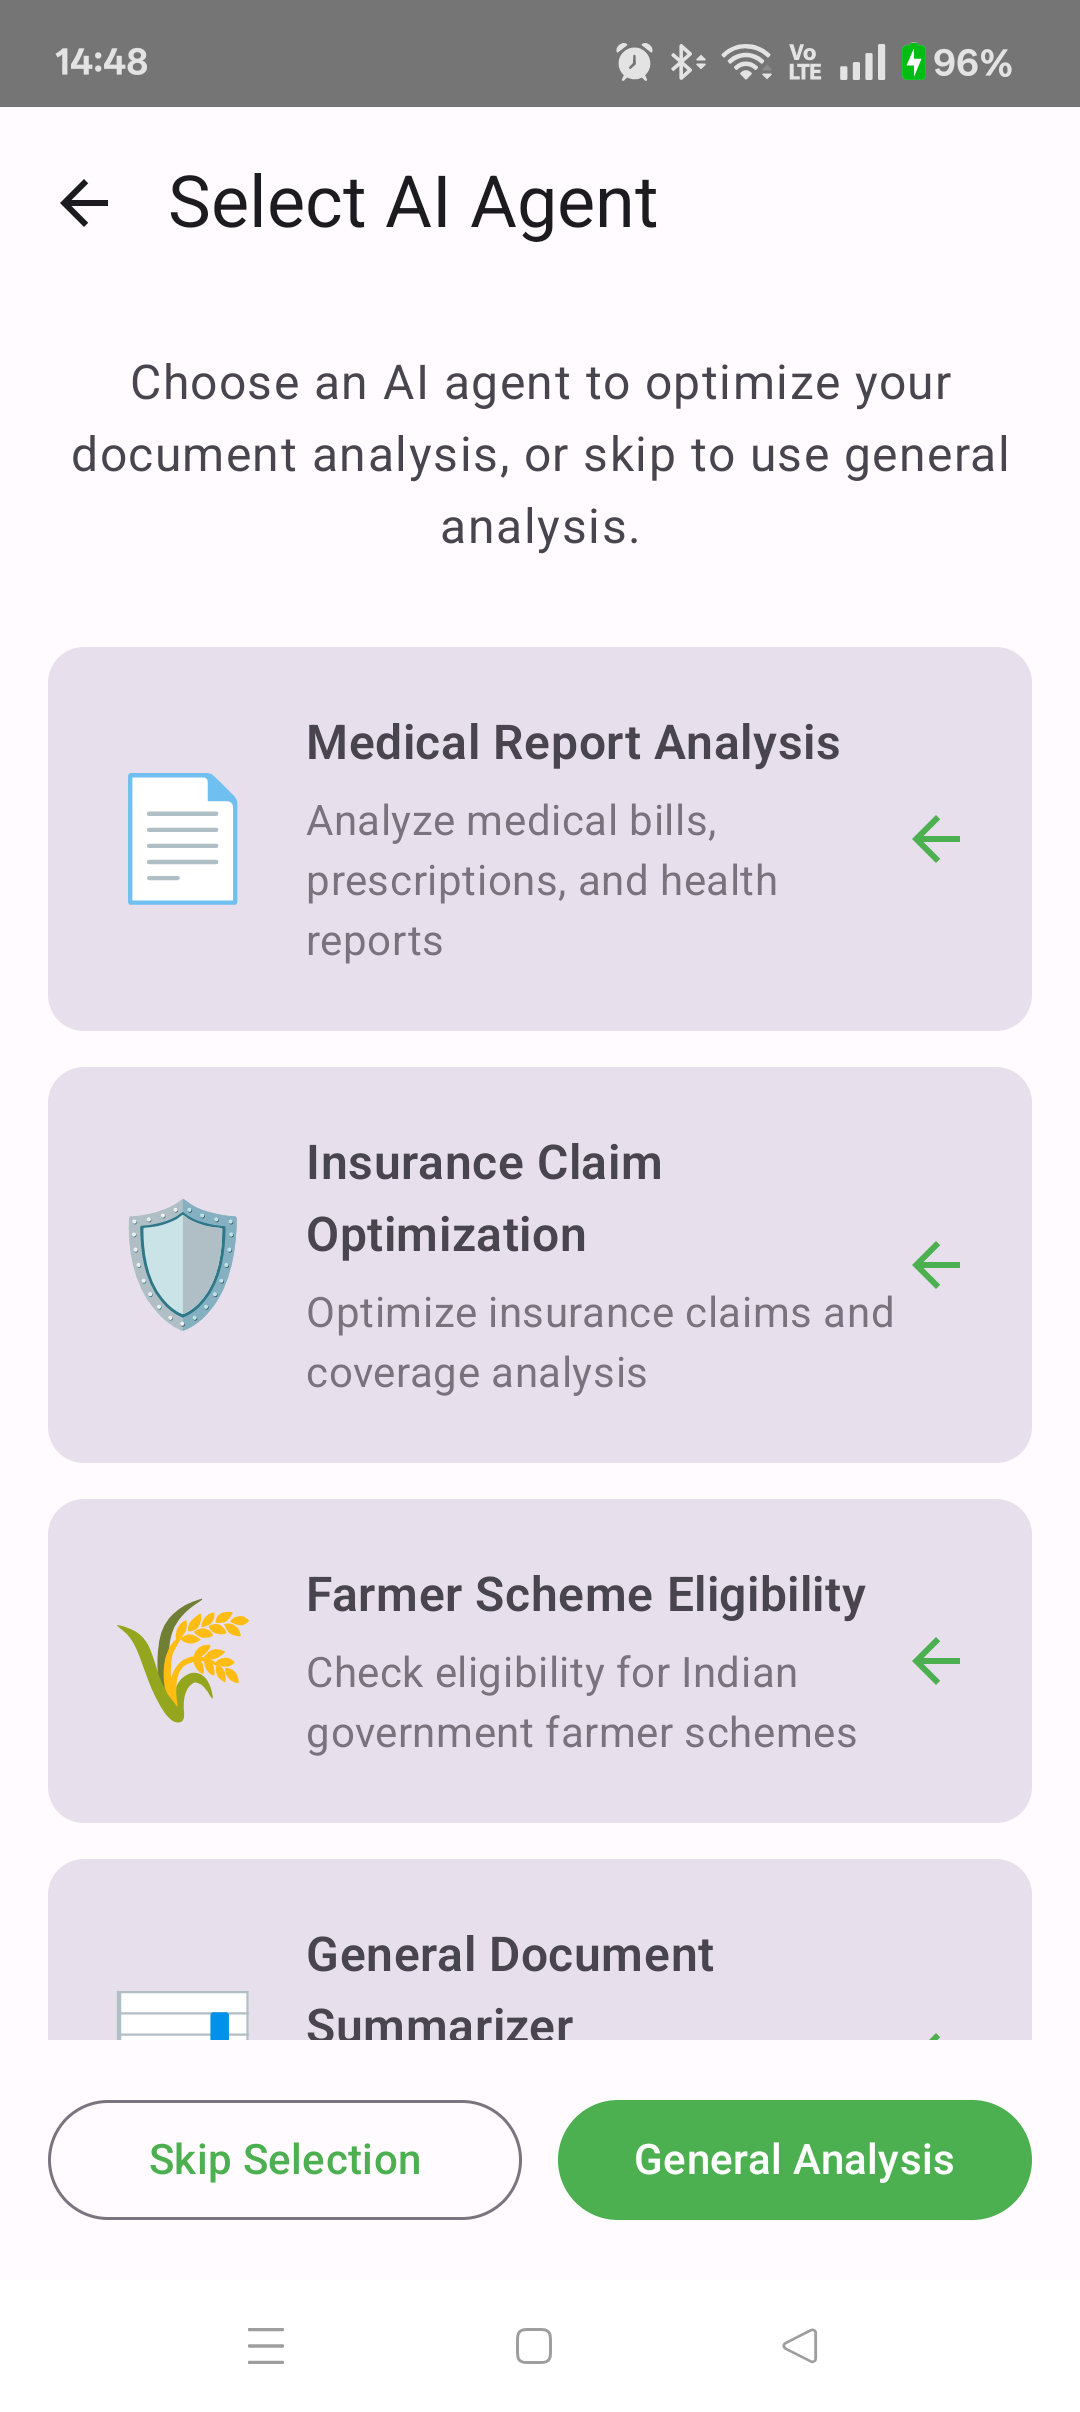 14:48
Vo
LTE
96%
Select AI Agent
Choose an AI agent to optimize your
document analysis, or skip to use general
analysis.
Medical Report Analysis
Analyze medical bills,
prescriptions, and health
reports
Insurance Claim
Optimization
Optimize insurance claims and
coverage analysis
Farmer Scheme Eligibility
Check eligibility for Indian
government farmer schemes
General Document
Summarizer
Skip Selection
General Analysis